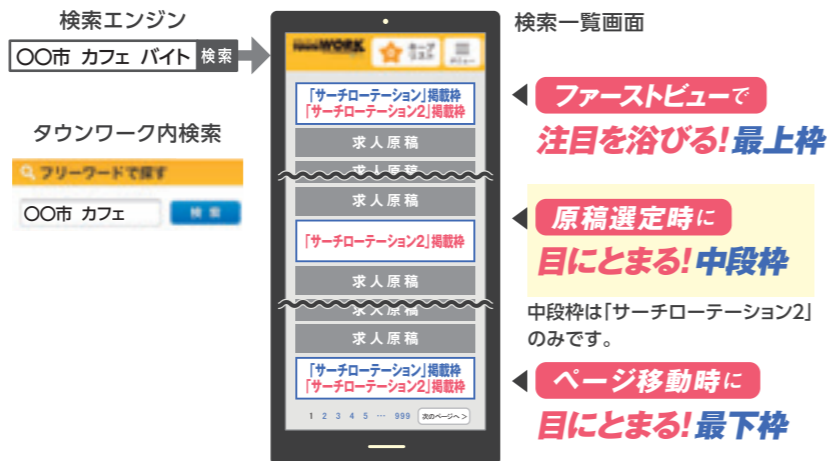 検索エンジン
〇〇市 カフェ バイト 検索
タウンワーク内検索
フリーワードで探す
〇〇市 カフェ 検索
検索一覧画面
townWORK キープリスト メニュー
「サーチローテーション」掲載枠
「サーチローテーション2」掲載枠
求人原稿
求人原稿
求人原稿
「サーチローテーション2」掲載枠
求人原稿
求人原稿
求人原稿
「サーチローテーション」掲載枠
「サーチローテーション2」掲載枠
1 2 3 4 5 … 999 次のページへ >
ファーストビューで
注目を浴びる!最上枠
原稿選定時に
目にとまる!中段枠
中段枠は「サーチローテーション2」
のみです。
ページ移動時に
目にとまる!最下枠